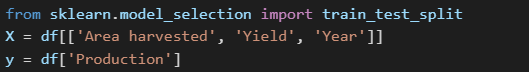 from sklearn.model_selection import train_test_split
X = df[['Area harvested', 'Yield', 'Year']]
y = df['Production']